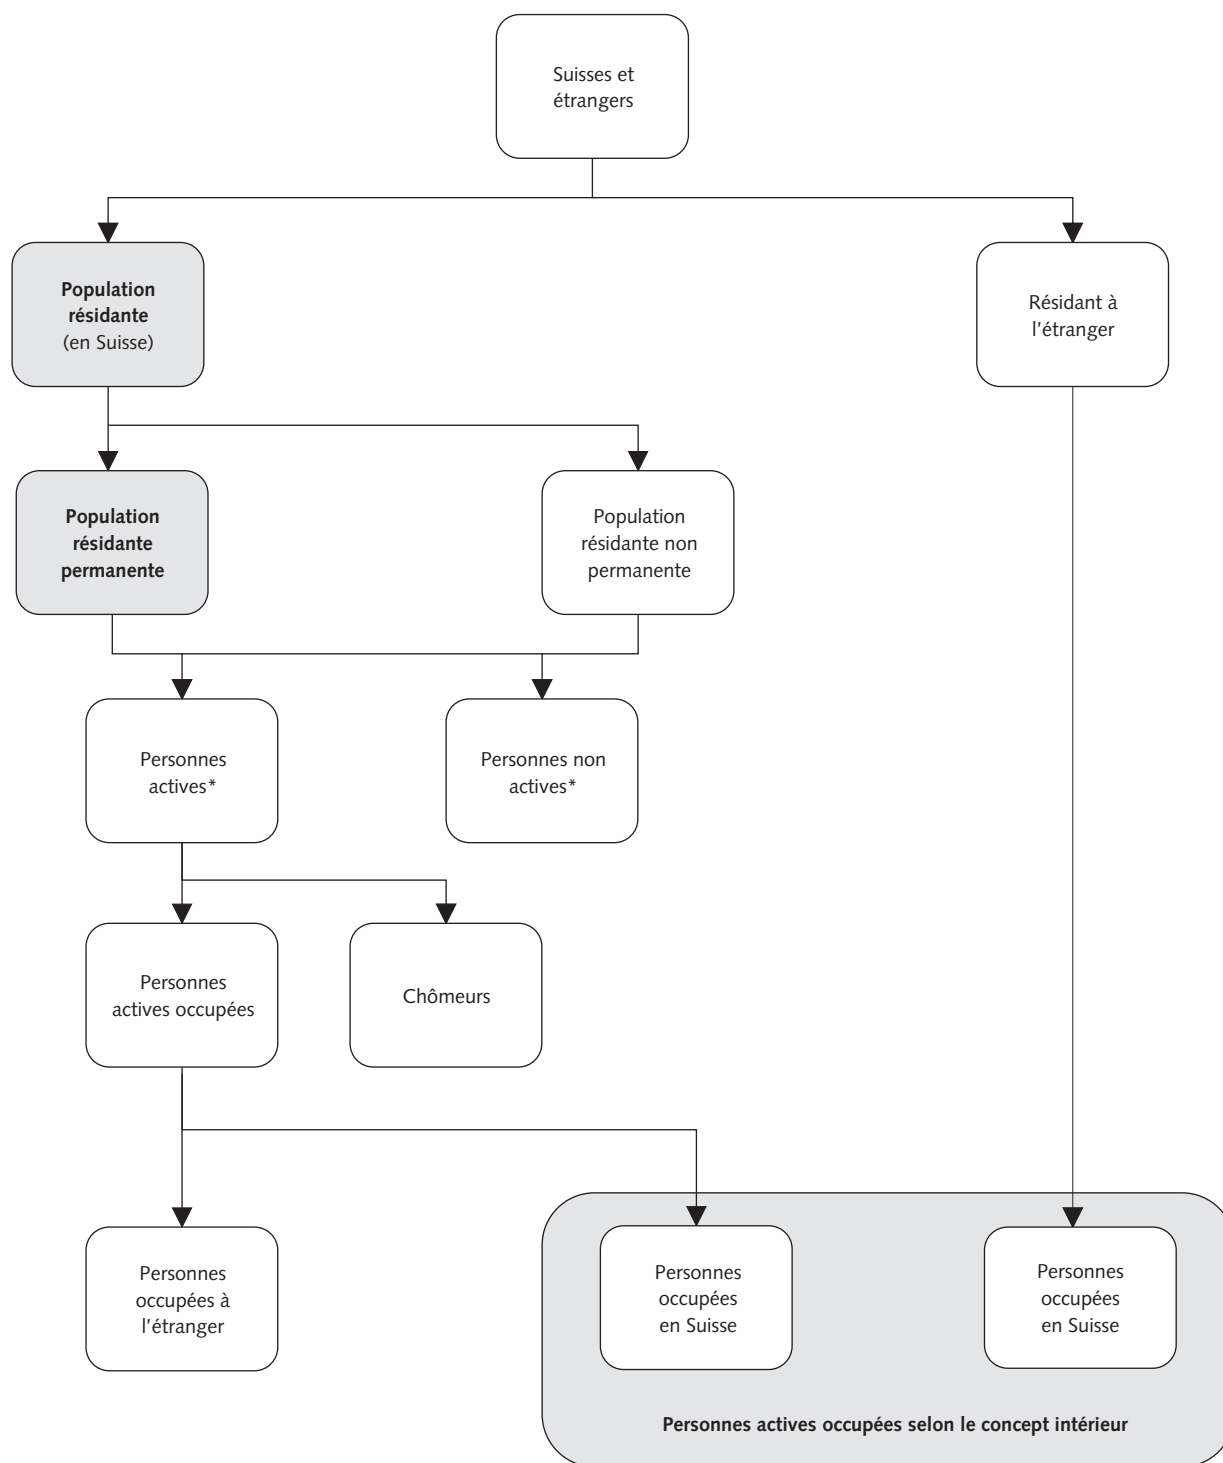 Suisses et
étrangers
Population
résidante
(en Suisse)
Résidant à
l'étranger
Population
résidante
permanente
Population
résidante non
permanente
Personnes
actives*
Personnes non
actives*
Personnes
actives occupées
Chômeurs
Personnes
occupées à
l'étranger
Personnes
occupées
en Suisse
Personnes
occupées
en Suisse
Personnes actives occupées selon le concept intérieur